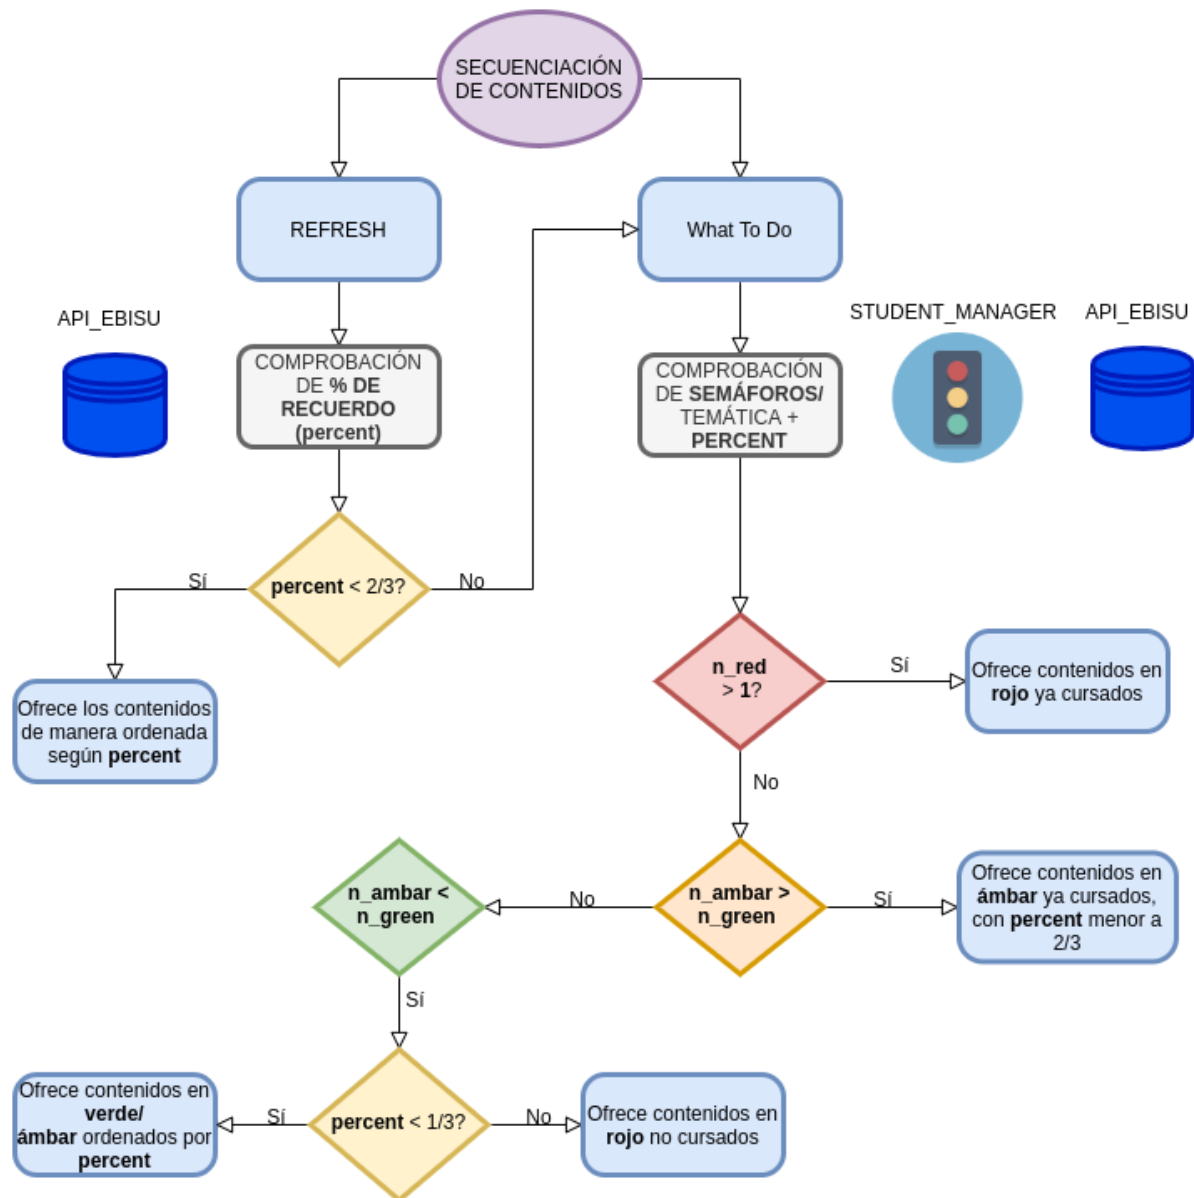 SECUENCIACIÓN
DE CONTENIDOS
REFRESH
What To Do
API_EBISU
COMPROBACIÓN
DE % DE
RECUERDO
(percent)
COMPROBACIÓN
DE SEMÁFOROS/
TEMÁTICA +
PERCENT
STUDENT_MANAGER
API_EBISU
percent < 2/3?
Sí
No
Ofrece los contenidos
de manera ordenada
según percent
n_red
> 1?
Sí
Ofrece contenidos en
rojo ya cursados
No
n_ambar >
n_green
Sí
Ofrece contenidos en
ámbar ya cursados,
con percent menor a
2/3
No
n_ambar <
n_green
Sí
percent < 1/3?
Sí
Ofrece contenidos en
verde/
ámbar ordenados por
percent
No
Ofrece contenidos en
rojo no cursados